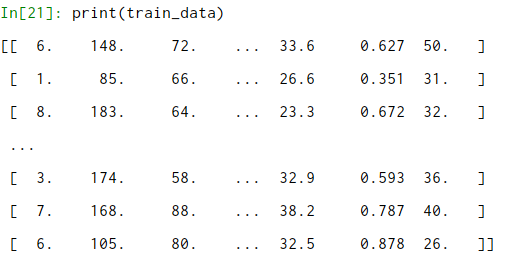 In[21]: print(train_data)
[[  6.    148.     72.    ...  33.6    0.627  50.   ]
 [  1.     85.     66.    ...  26.6    0.351  31.   ]
 [  8.    183.     64.    ...  23.3    0.672  32.   ]
 ...
 [  3.    174.     58.    ...  32.9    0.593  36.   ]
 [  7.    168.     88.    ...  38.2    0.787  40.   ]
 [  6.    105.     80.    ...  32.5    0.878  26.   ]]